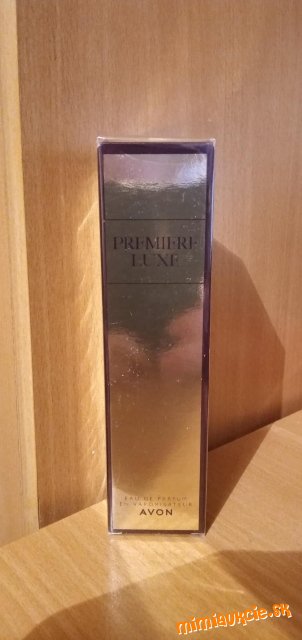 PREMIERE
LUXE
EAU DE PARFUM
EN VAPORISATEUR
AVON
mimiaukcie.sk